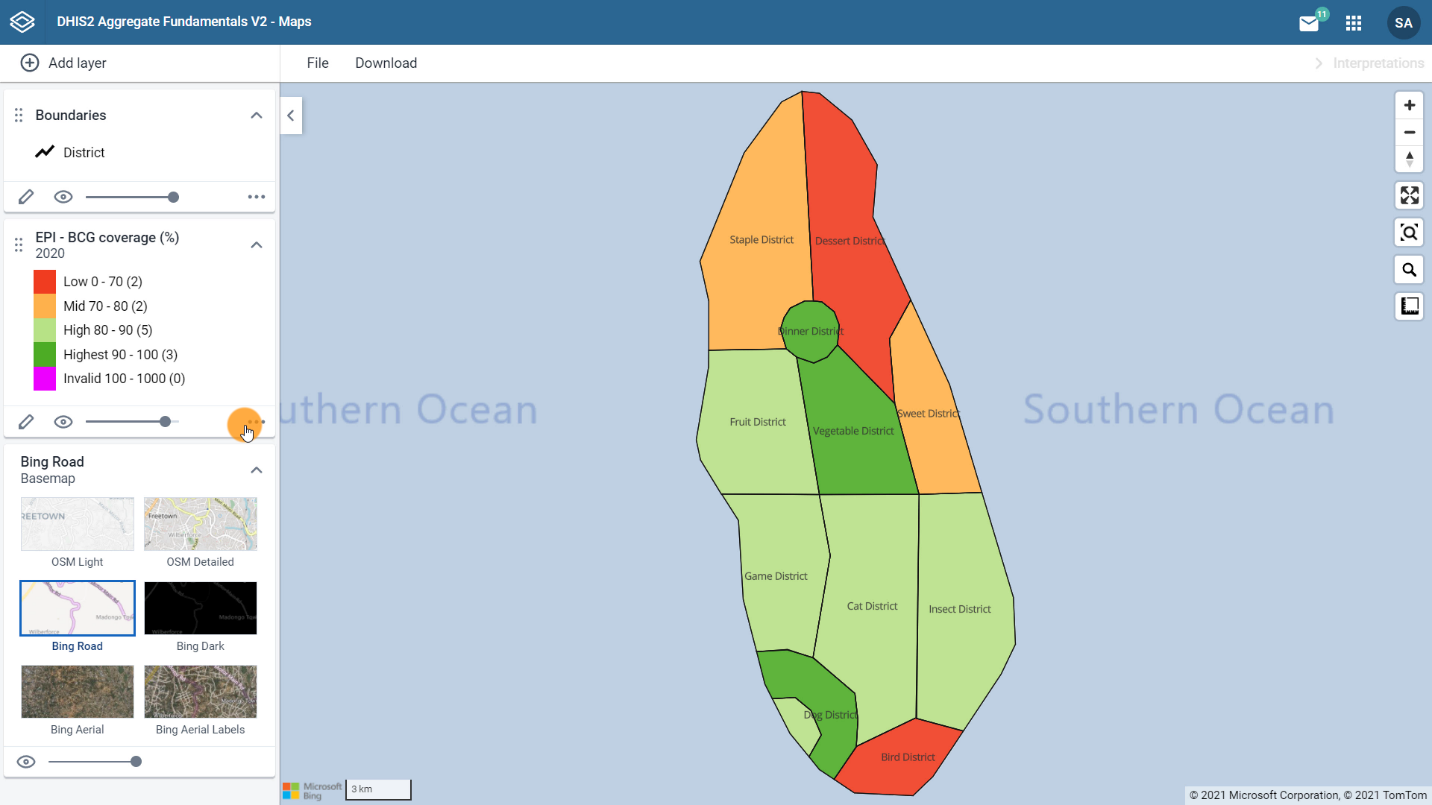 DHIS2 Aggregate Fundamentals V2 - Maps
11
SA
Add layer
File
Download
Interpretations
Boundaries
District
EPI - BCG coverage (%)
2020
Low 0 - 70 (2)
Mid 70 - 80 (2)
High 80 - 90 (5)
Highest 90 - 100 (3)
Invalid 100 - 1000 (0)
Bing Road
Basemap
REETOWN
Freetown
Wilberforce
OSM Light
OSM Detailed
Wilberforce
Bing Road
Bing Dark
Bing Aerial
Bing Aerial Labels
Staple District
Dessert District
Dinner District
uthern Ocean
Southern Ocean
Sweet District
Fruit District
Vegetable District
Game District
Cat District
Insect District
Dog District
Bird District
Microsoft
Bing
3 km
© 2021 Microsoft Corporation, © 2021 TomTom